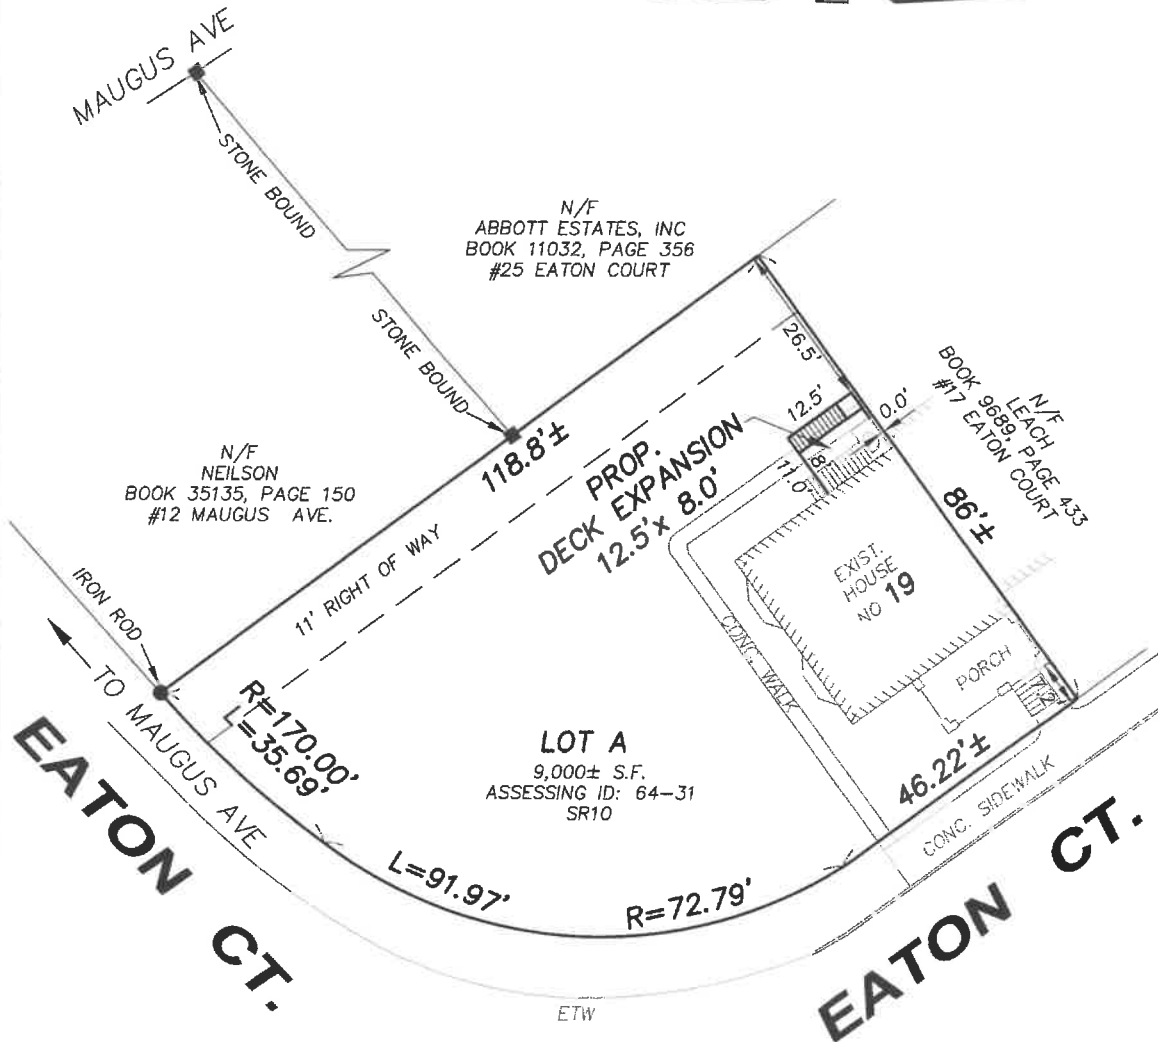 MAUGUS AVE
STONE BOUND
N/F
ABBOTT ESTATES, INC
BOOK 11032, PAGE 356
#25 EATON COURT
STONE BOUND
N/F
NEILSON
BOOK 35135, PAGE 150
#12 MAUGUS AVE.
118.8'±
26.5'
12.5'
0.0'
N/F
LEACH
BOOK 9689, PAGE 433
#17 EATON COURT
PROP.
DECK EXPANSION
12.5'x 8.0'
8
11.0'
86'±
IRON ROD
11' RIGHT OF WAY
EXIST.
HOUSE
NO 19
CONC. WALK
PORCH
7.2'
TO MAUGUS AVE
R=170.00'
L=35.69'
LOT A
9,000± S.F.
ASSESSING ID: 64-31
SR10
46.22'±
CONC. SIDEWALK
EATON CT.
L=91.97'
R=72.79'
EATON CT.
ETW